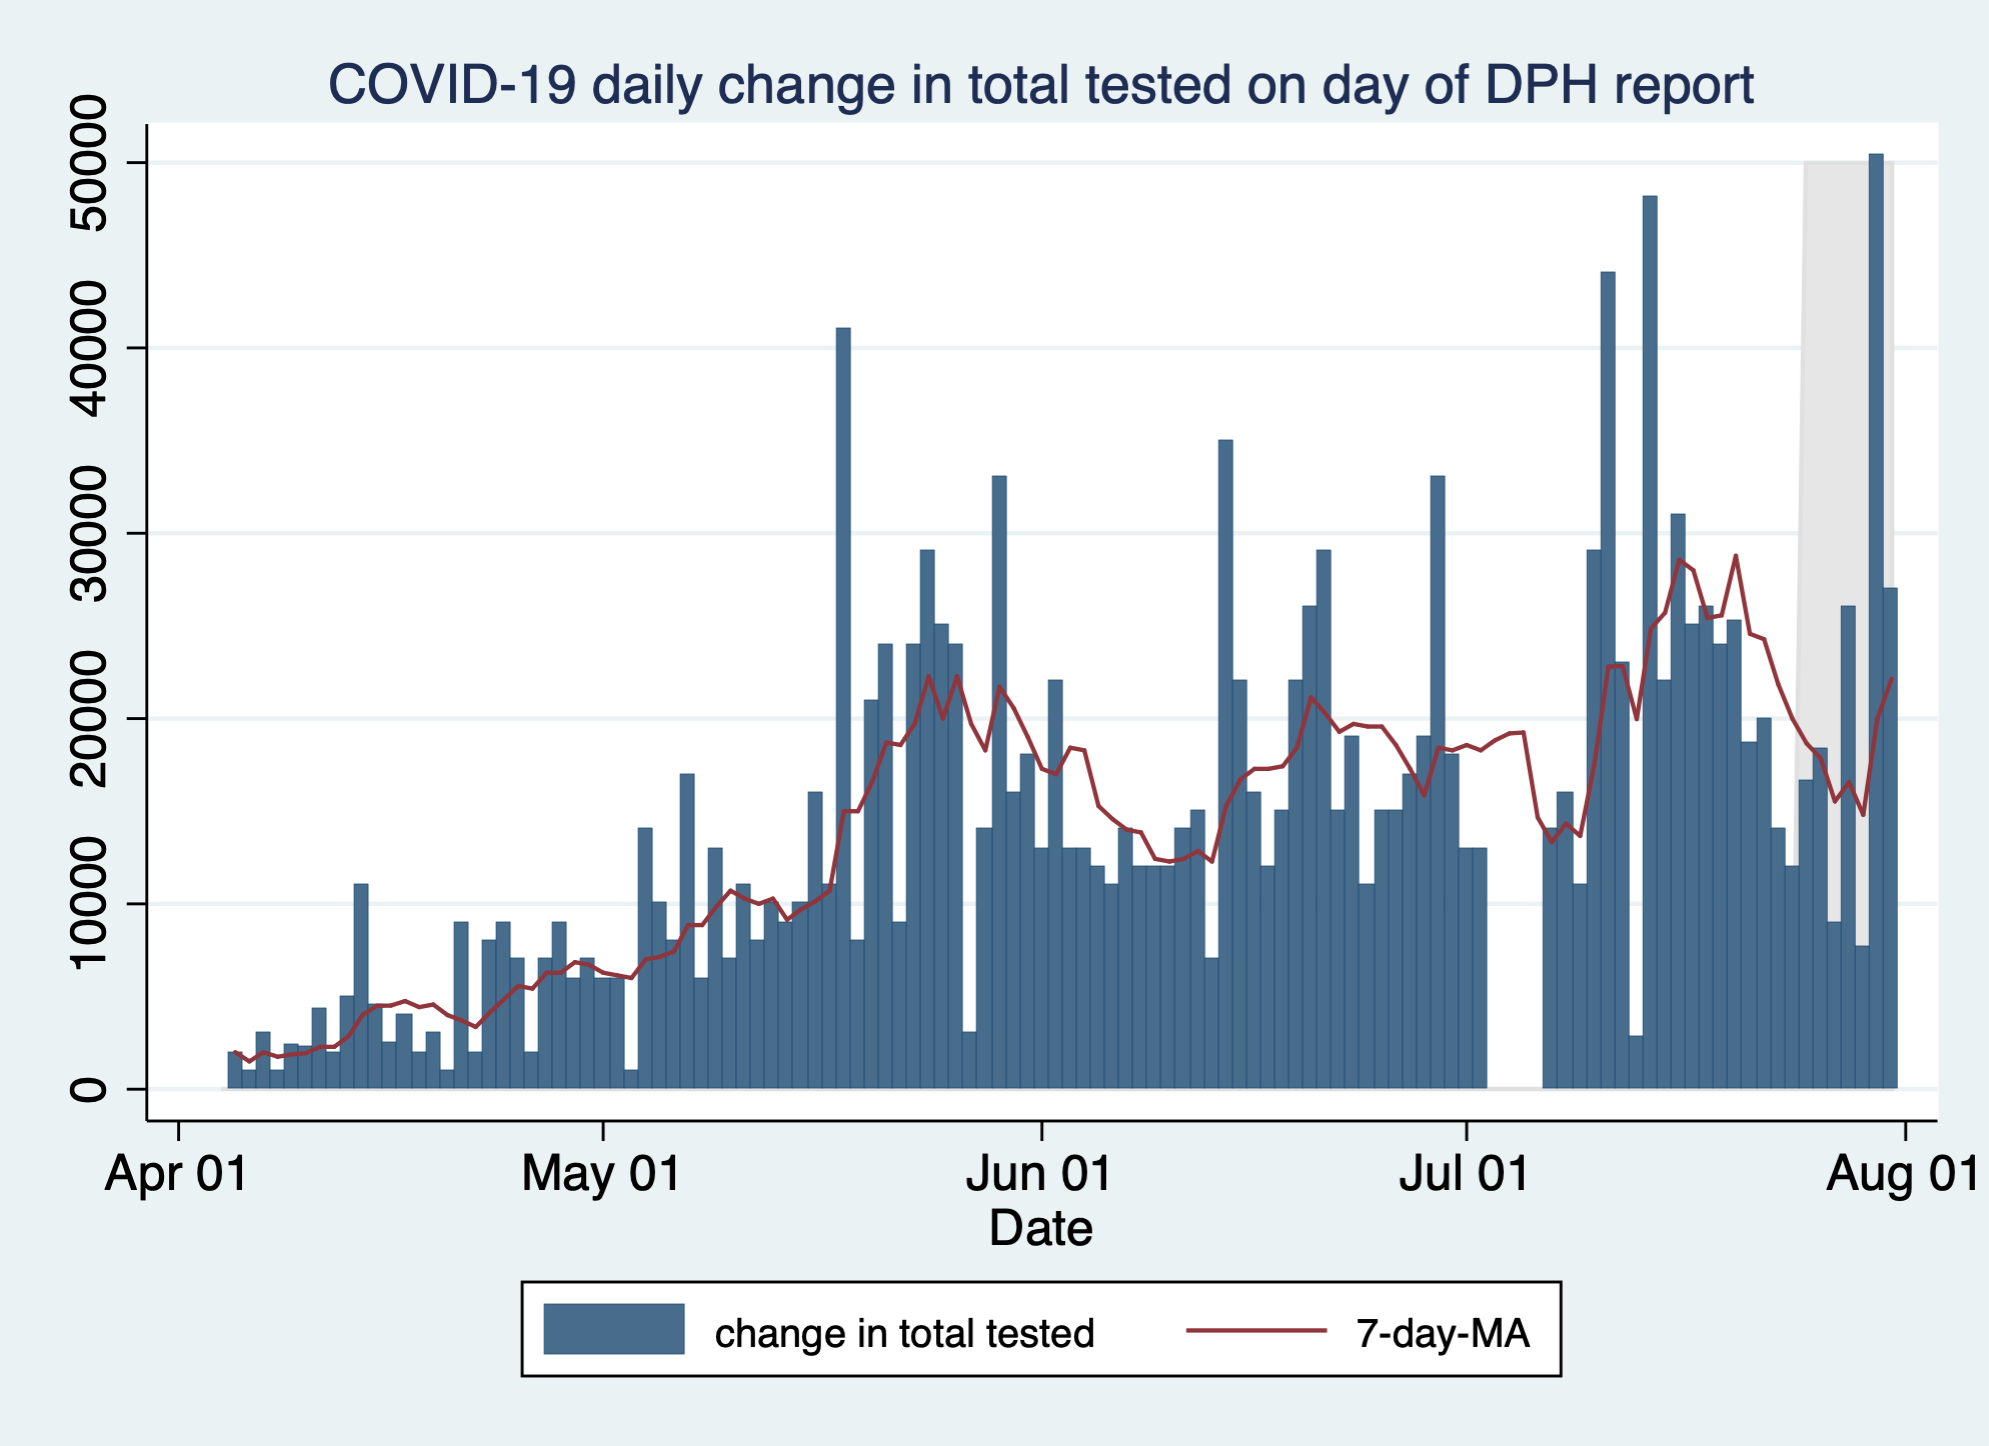 COVID-19 daily change in total tested on day of DPH report
50000
40000
30000
20000
10000
0
Apr 01 May 01 Jun 01 Jul 01 Aug 01
Date
change in total tested 7-day-MA